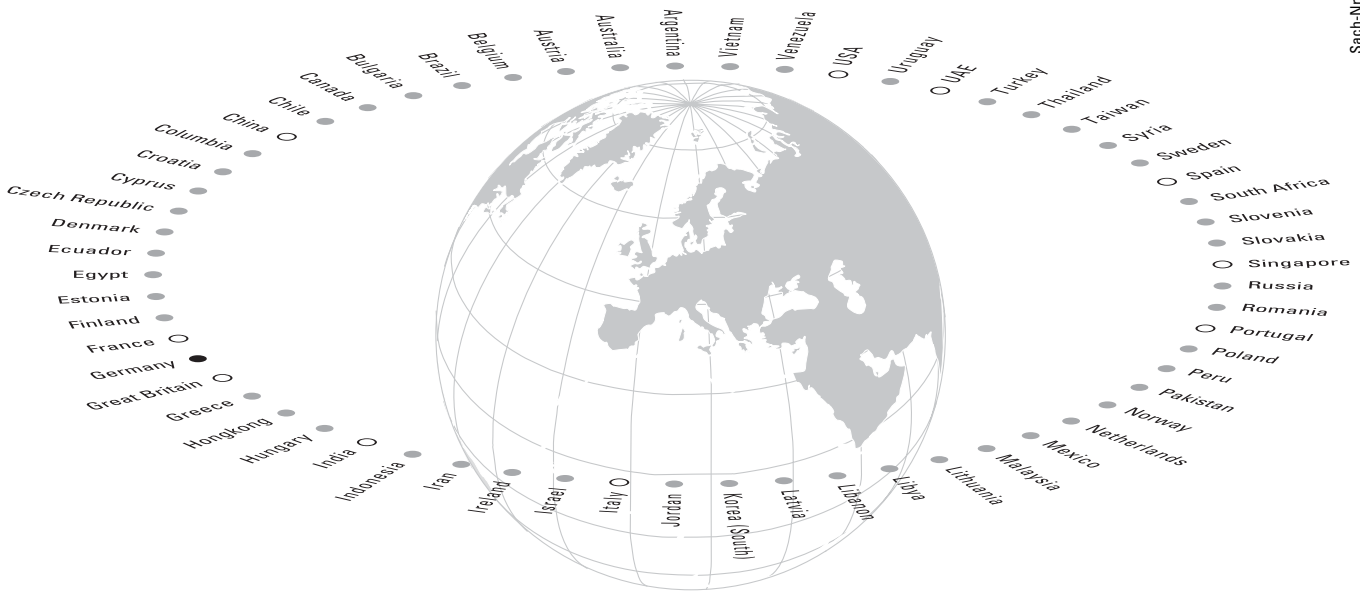 Argentina
Australia
Austria
Belgium
Brazil
Bulgaria
Canada
Chile
China
Columbia
Croatia
Cyprus
Czech Republic
Denmark
Ecuador
Egypt
Estonia
Finland
France
Germany
Great Britain
Greece
Hongkong
Hungary
India
Indonesia
Iran
Ireland
Israel
Italy
Jordan
Korea (South)
Latvia
Libanon
Libya
Lithuania
Malaysia
Mexico
Netherlands
Norway
Pakistan
Peru
Poland
Portugal
Romania
Russia
Singapore
Slovakia
Slovenia
South Africa
Spain
Sweden
Syria
Taiwan
Thailand
Turkey
UAE
Uruguay
USA
Venezuela
Vietnam
Sach-Nr